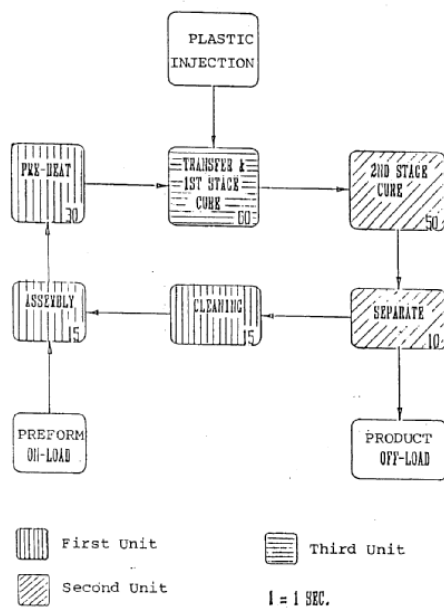 PLASTIC
INJECTION
PRE-HEAT
30
TRANSFER &
1ST STAGE
CURE
60
2ND STAGE
CURE
50
ASSEMBLY
15
CLEANING
15
SEPARATE
10
PREFORM
ON-LOAD
PRODUCT
OFF-LOAD
First Unit
Third Unit
Second Unit
1 = 1 SEC.